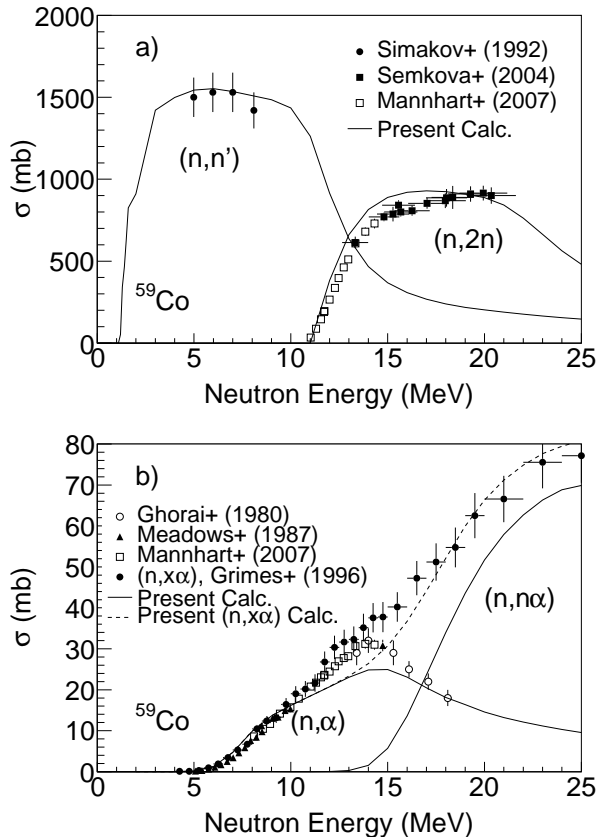 a)
Simakov+ (1992)
Semkova+ (2004)
Mannhart+ (2007)
Present Calc.
(n,n')
(n,2n)
59Co
σ (mb)
2000
1500
1000
500
0
0 5 10 15 20 25
Neutron Energy (MeV)
b)
Ghorai+ (1980)
Meadows+ (1987)
Mannhart+ (2007)
(n,xα), Grimes+ (1996)
Present Calc.
Present (n,xα) Calc.
(n,nα)
(n,α)
59Co
σ (mb)
80
70
60
50
40
30
20
10
0
0 5 10 15 20 25
Neutron Energy (MeV)